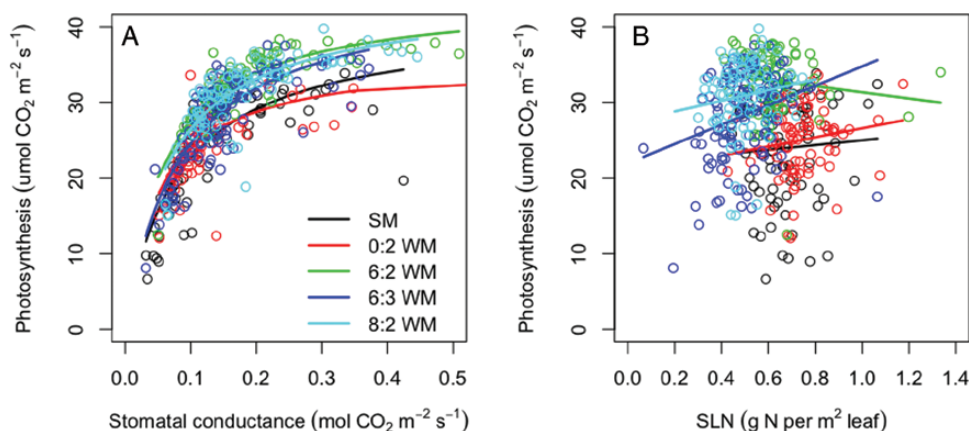 A
Photosynthesis (umol CO₂ m⁻² s⁻¹)
40
30
20
10
0
SM
0:2 WM
6:2 WM
6:3 WM
8:2 WM
0.0 0.1 0.2 0.3 0.4 0.5
Stomatal conductance (mol CO₂ m⁻² s⁻¹)
B
Photosynthesis (umol CO₂ m⁻² s⁻¹)
40
30
20
10
0
0.0 0.2 0.4 0.6 0.8 1.0 1.2 1.4
SLN (g N per m² leaf)